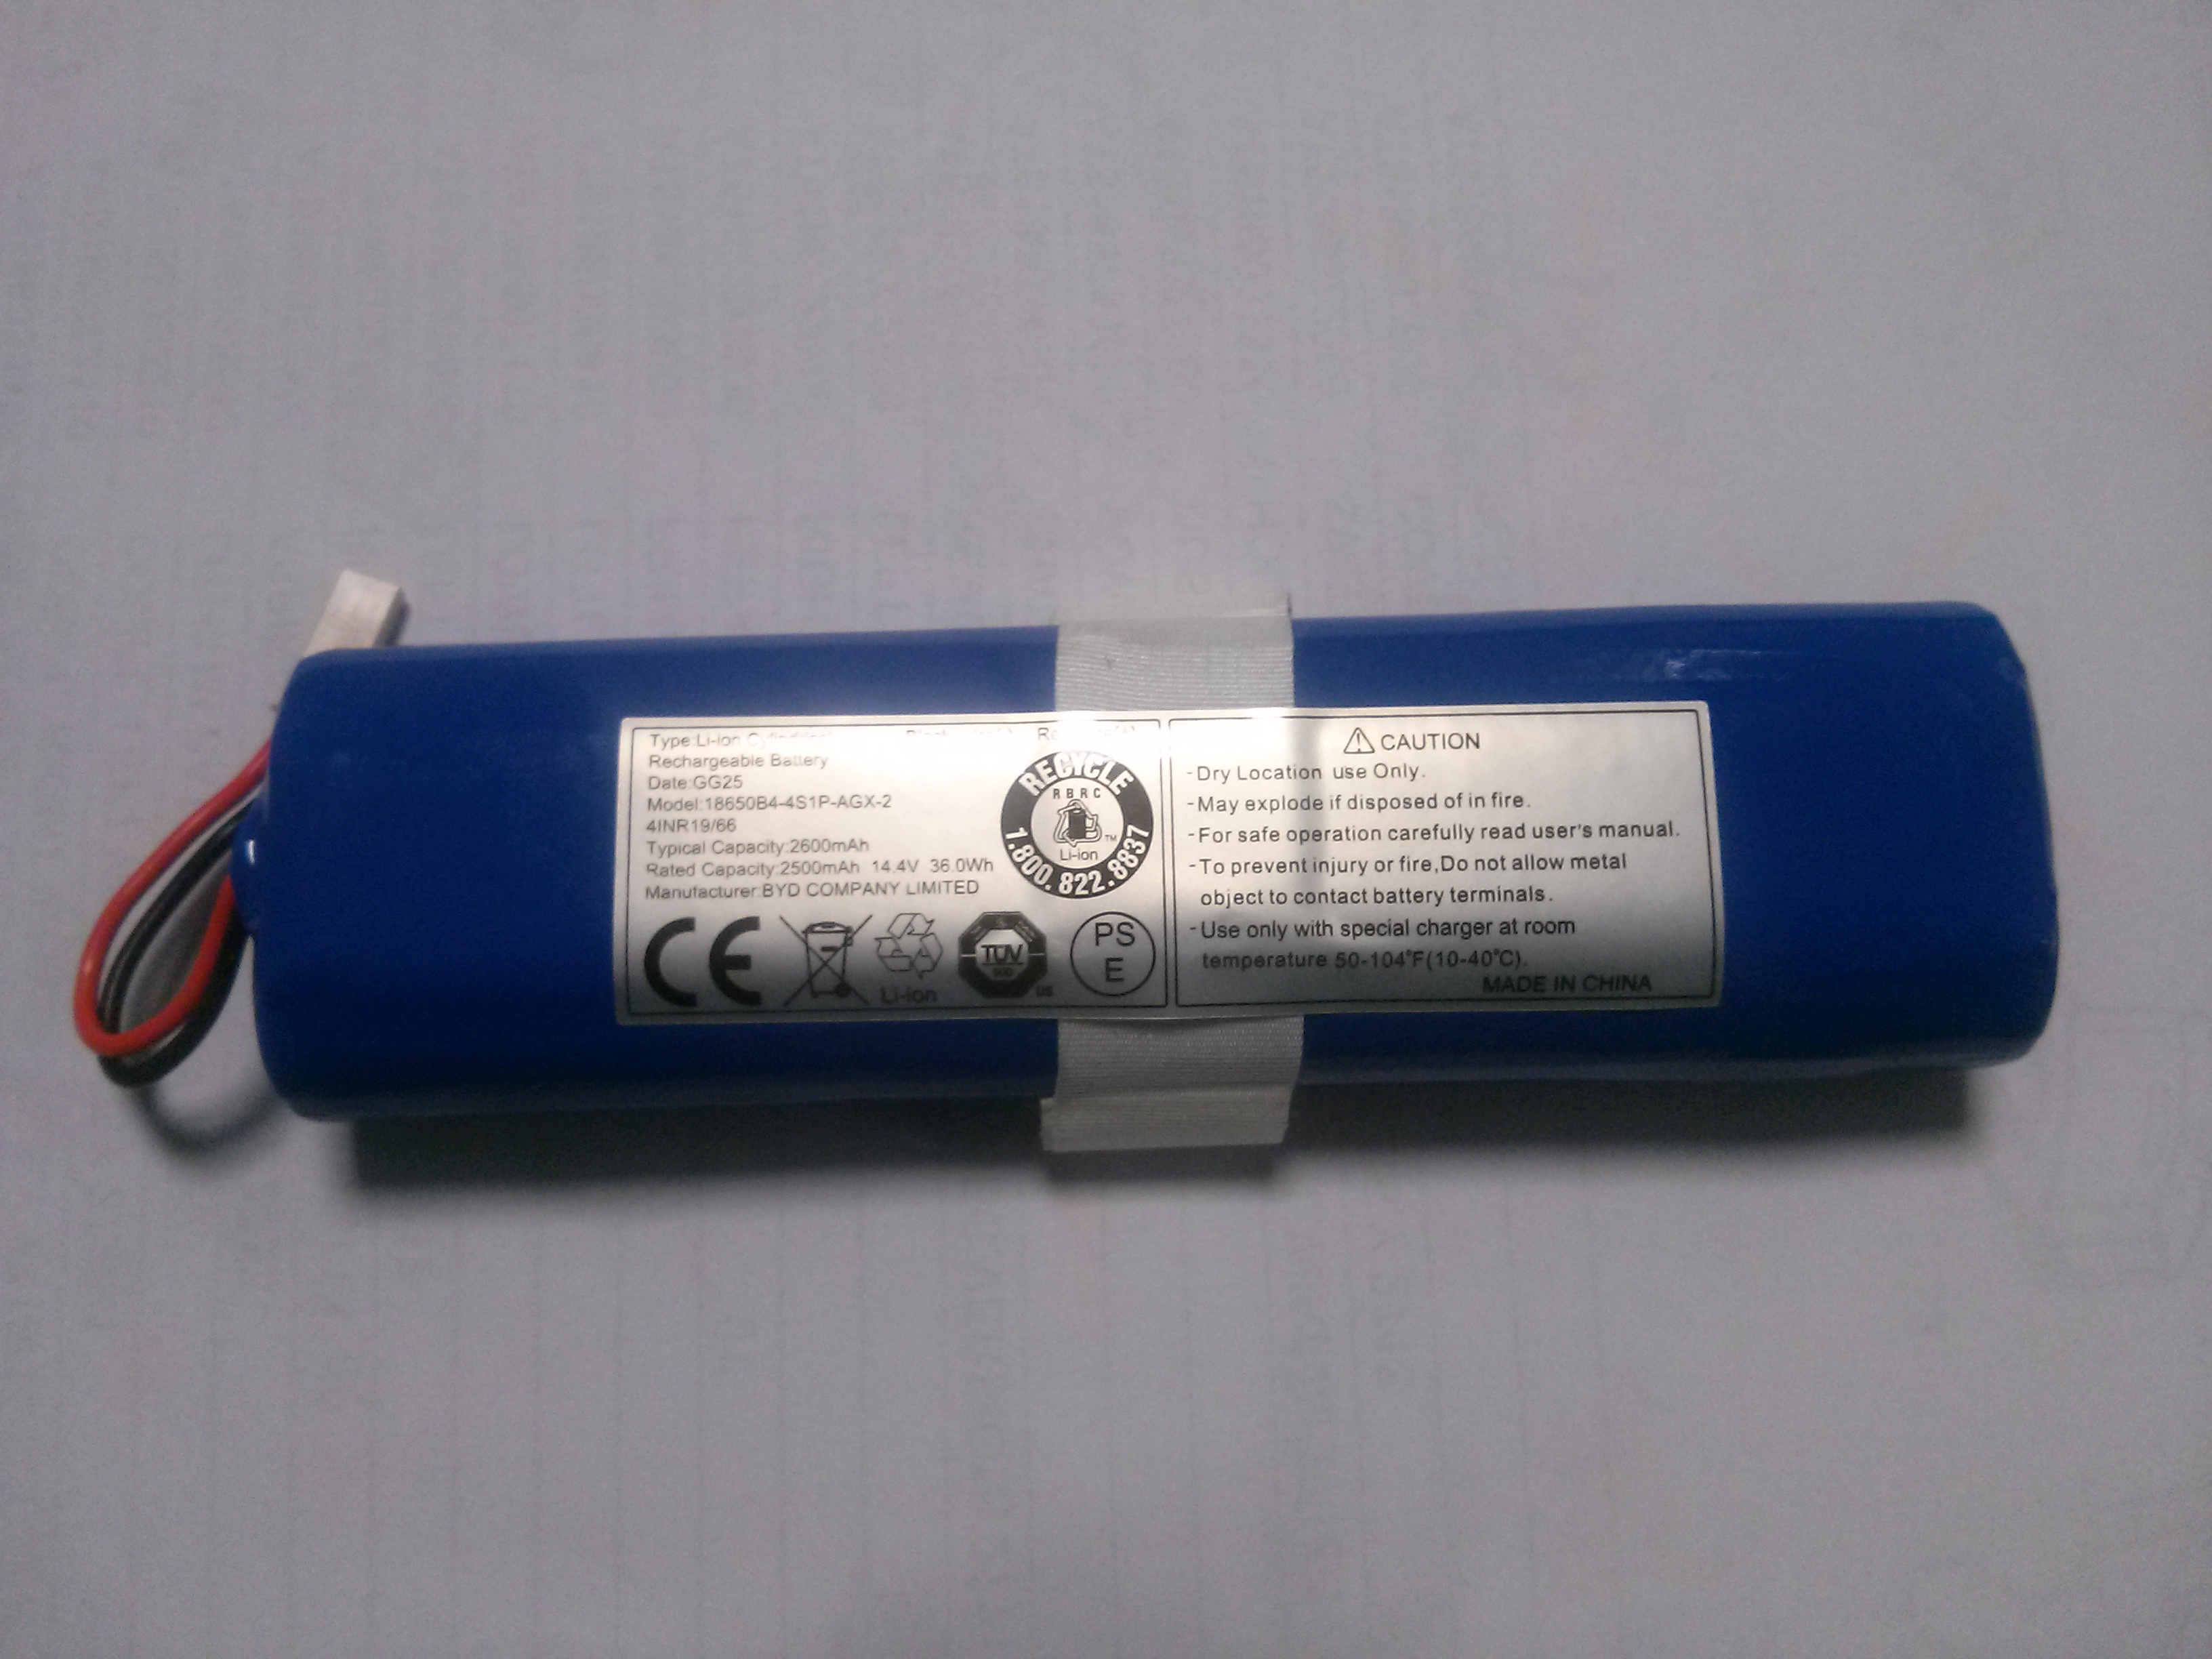 Type:Li-ion Cylindrical
Rechargeable Battery
Date:GG25
Model:18650B4-4S1P-AGX-2
4INR19/66
Typical Capacity:2600mAh
Rated Capacity:2500mAh 14.4V 36.0Wh
Manufacturer:BYD COMPANY LIMITED
RECYCLE
RBRC
TM
Li-ion
1.800.822.8837
CE
Li-ion
TÜV
US
PS
E
CAUTION
-Dry Location use Only.
-May explode if disposed of in fire.
-For safe operation carefully read user's manual.
-To prevent injury or fire,Do not allow metal
object to contact battery terminals.
-Use only with special charger at room
temperature 50-104°F(10-40°C).
MADE IN CHINA